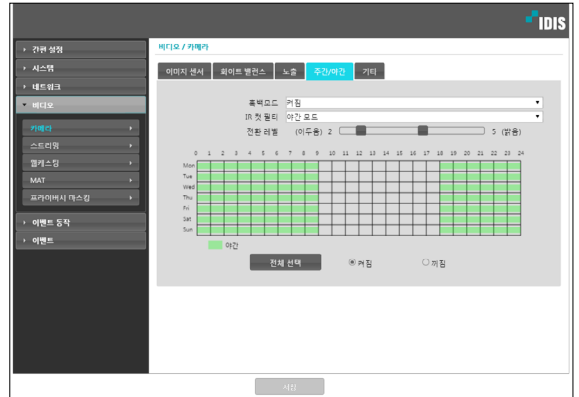 IDIS
간편 설정
시스템
네트워크
비디오
카메라
스트리밍
웹캐스팅
MAT
프라이버시 마스킹
이벤트 동작
이벤트
비디오 / 카메라
이미지 센서 화이트 밸런스 노출 주간/야간 기타
흑백모드 켜짐
IR 컷 필터 야간 모드
전환 레벨 (어두움) 2 5 (밝음)
0 1 2 3 4 5 6 7 8 9 10 11 12 13 14 15 16 17 18 19 20 21 22 23 24
Mon
Tue
Wed
Thu
Fri
Sat
Sun
야간
전체 선택 켜짐 꺼짐
저장